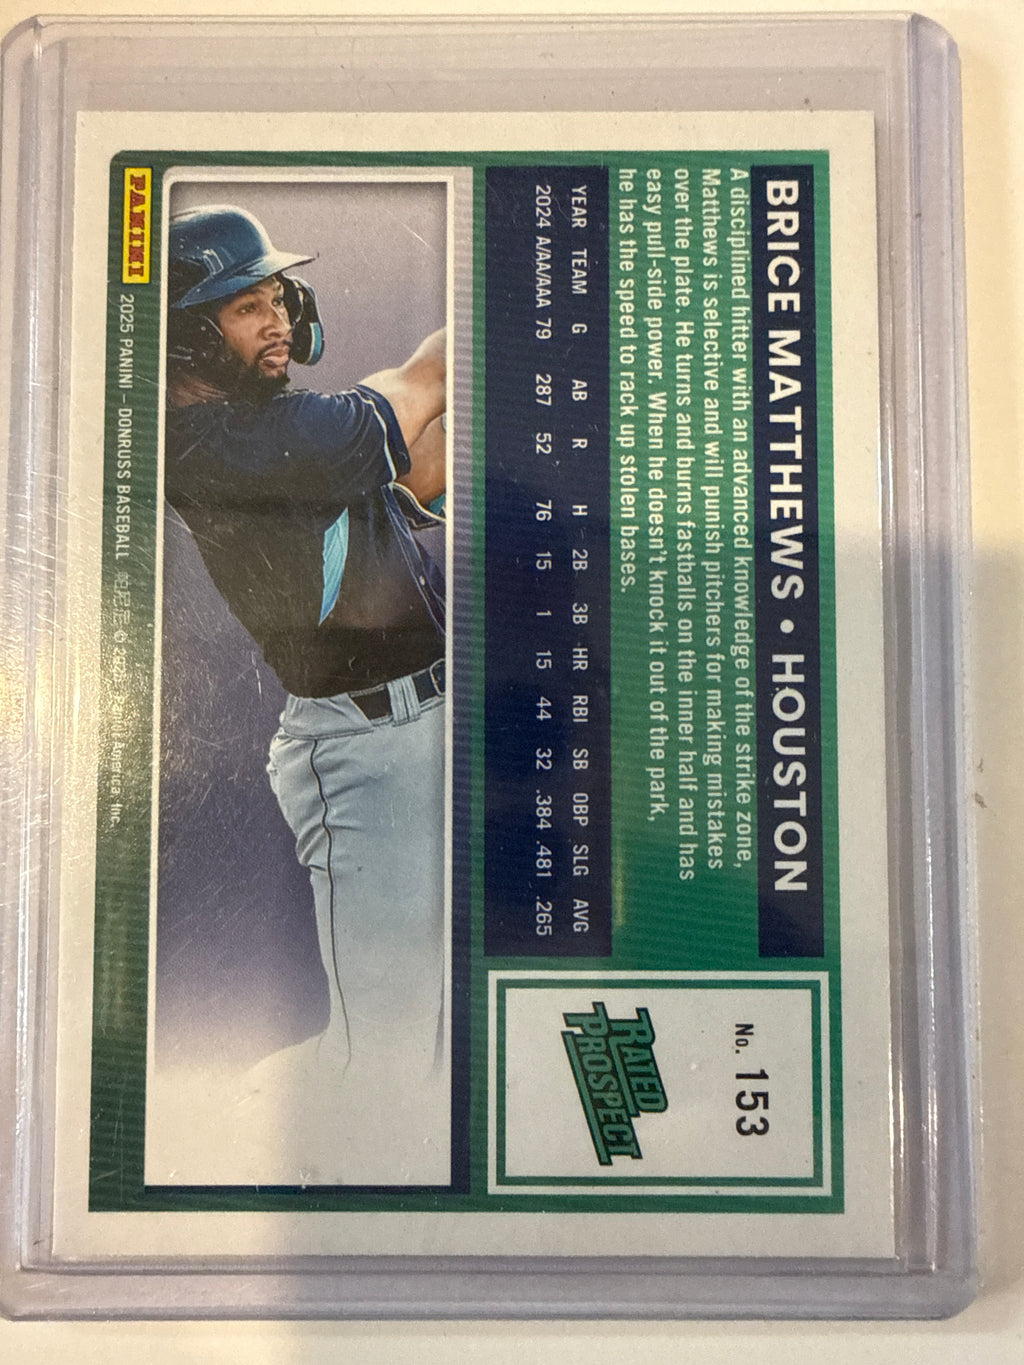 BRICE MATTHEWS • HOUSTON
A disciplined hitter with an advanced knowledge of the strike zone,
Matthews is selective and will punish pitchers for making mistakes
over the plate. He turns and burns fastballs on the inner half and has
easy pull-side power. When he doesn't knock it out of the park,
he has the speed to rack up stolen bases.
YEAR TEAM G AB R H 2B 3B HR RBI SB OBP SLG AVG
2024 A/AA/AAA 79 287 52 76 15 1 15 44 32 .384 .481 .265
No. 153
RATED
PROSPECT
PANINI
2025 PANINI – DONRUSS BASEBALL © 2025 Panini America, Inc.